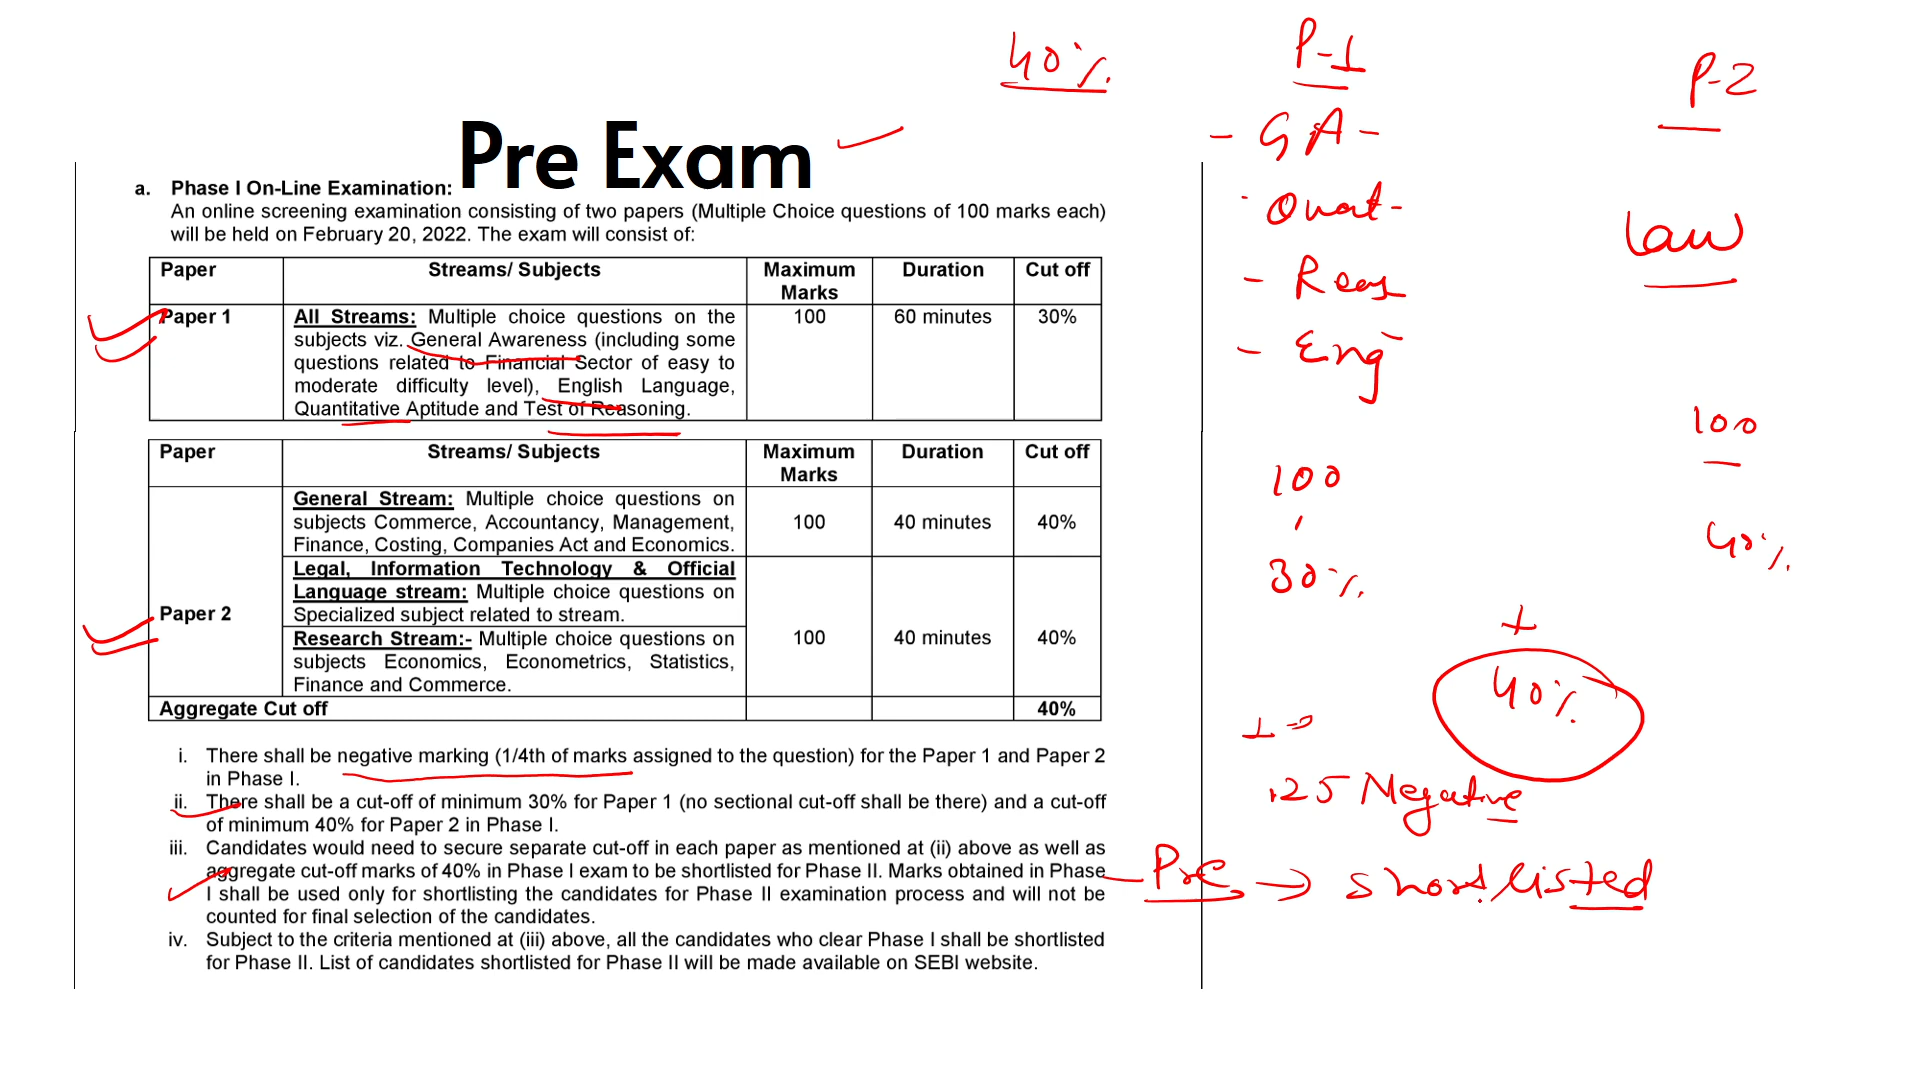 40%
P-1
P-2
Pre Exam
- GA -
Quat-
- Reas
- Eng
law
100
30%
100
40%
+
40%
1 →
.25 Negative
Pre → shortlisted
a. Phase I On-Line Examination:
An online screening examination consisting of two papers (Multiple Choice questions of 100 marks each)
will be held on February 20, 2022. The exam will consist of:
Paper Streams/ Subjects Maximum Marks Duration Cut off
Paper 1 All Streams: Multiple choice questions on the 100 60 minutes 30%
subjects viz. General Awareness (including some
questions related to Financial Sector of easy to
moderate difficulty level), English Language,
Quantitative Aptitude and Test of Reasoning.
Paper Streams/ Subjects Maximum Marks Duration Cut off
General Stream: Multiple choice questions on
subjects Commerce, Accountancy, Management, 100 40 minutes 40%
Finance, Costing, Companies Act and Economics.
Legal, Information Technology & Official
Language stream: Multiple choice questions on
Paper 2 Specialized subject related to stream.
Research Stream:- Multiple choice questions on 100 40 minutes 40%
subjects Economics, Econometrics, Statistics,
Finance and Commerce.
Aggregate Cut off 40%
i. There shall be negative marking (1/4th of marks assigned to the question) for the Paper 1 and Paper 2
in Phase I.
ii. There shall be a cut-off of minimum 30% for Paper 1 (no sectional cut-off shall be there) and a cut-off
of minimum 40% for Paper 2 in Phase I.
iii. Candidates would need to secure separate cut-off in each paper as mentioned at (ii) above as well as
aggregate cut-off marks of 40% in Phase I exam to be shortlisted for Phase II. Marks obtained in Phase
I shall be used only for shortlisting the candidates for Phase II examination process and will not be
counted for final selection of the candidates.
iv. Subject to the criteria mentioned at (iii) above, all the candidates who clear Phase I shall be shortlisted
for Phase II. List of candidates shortlisted for Phase II will be made available on SEBI website.